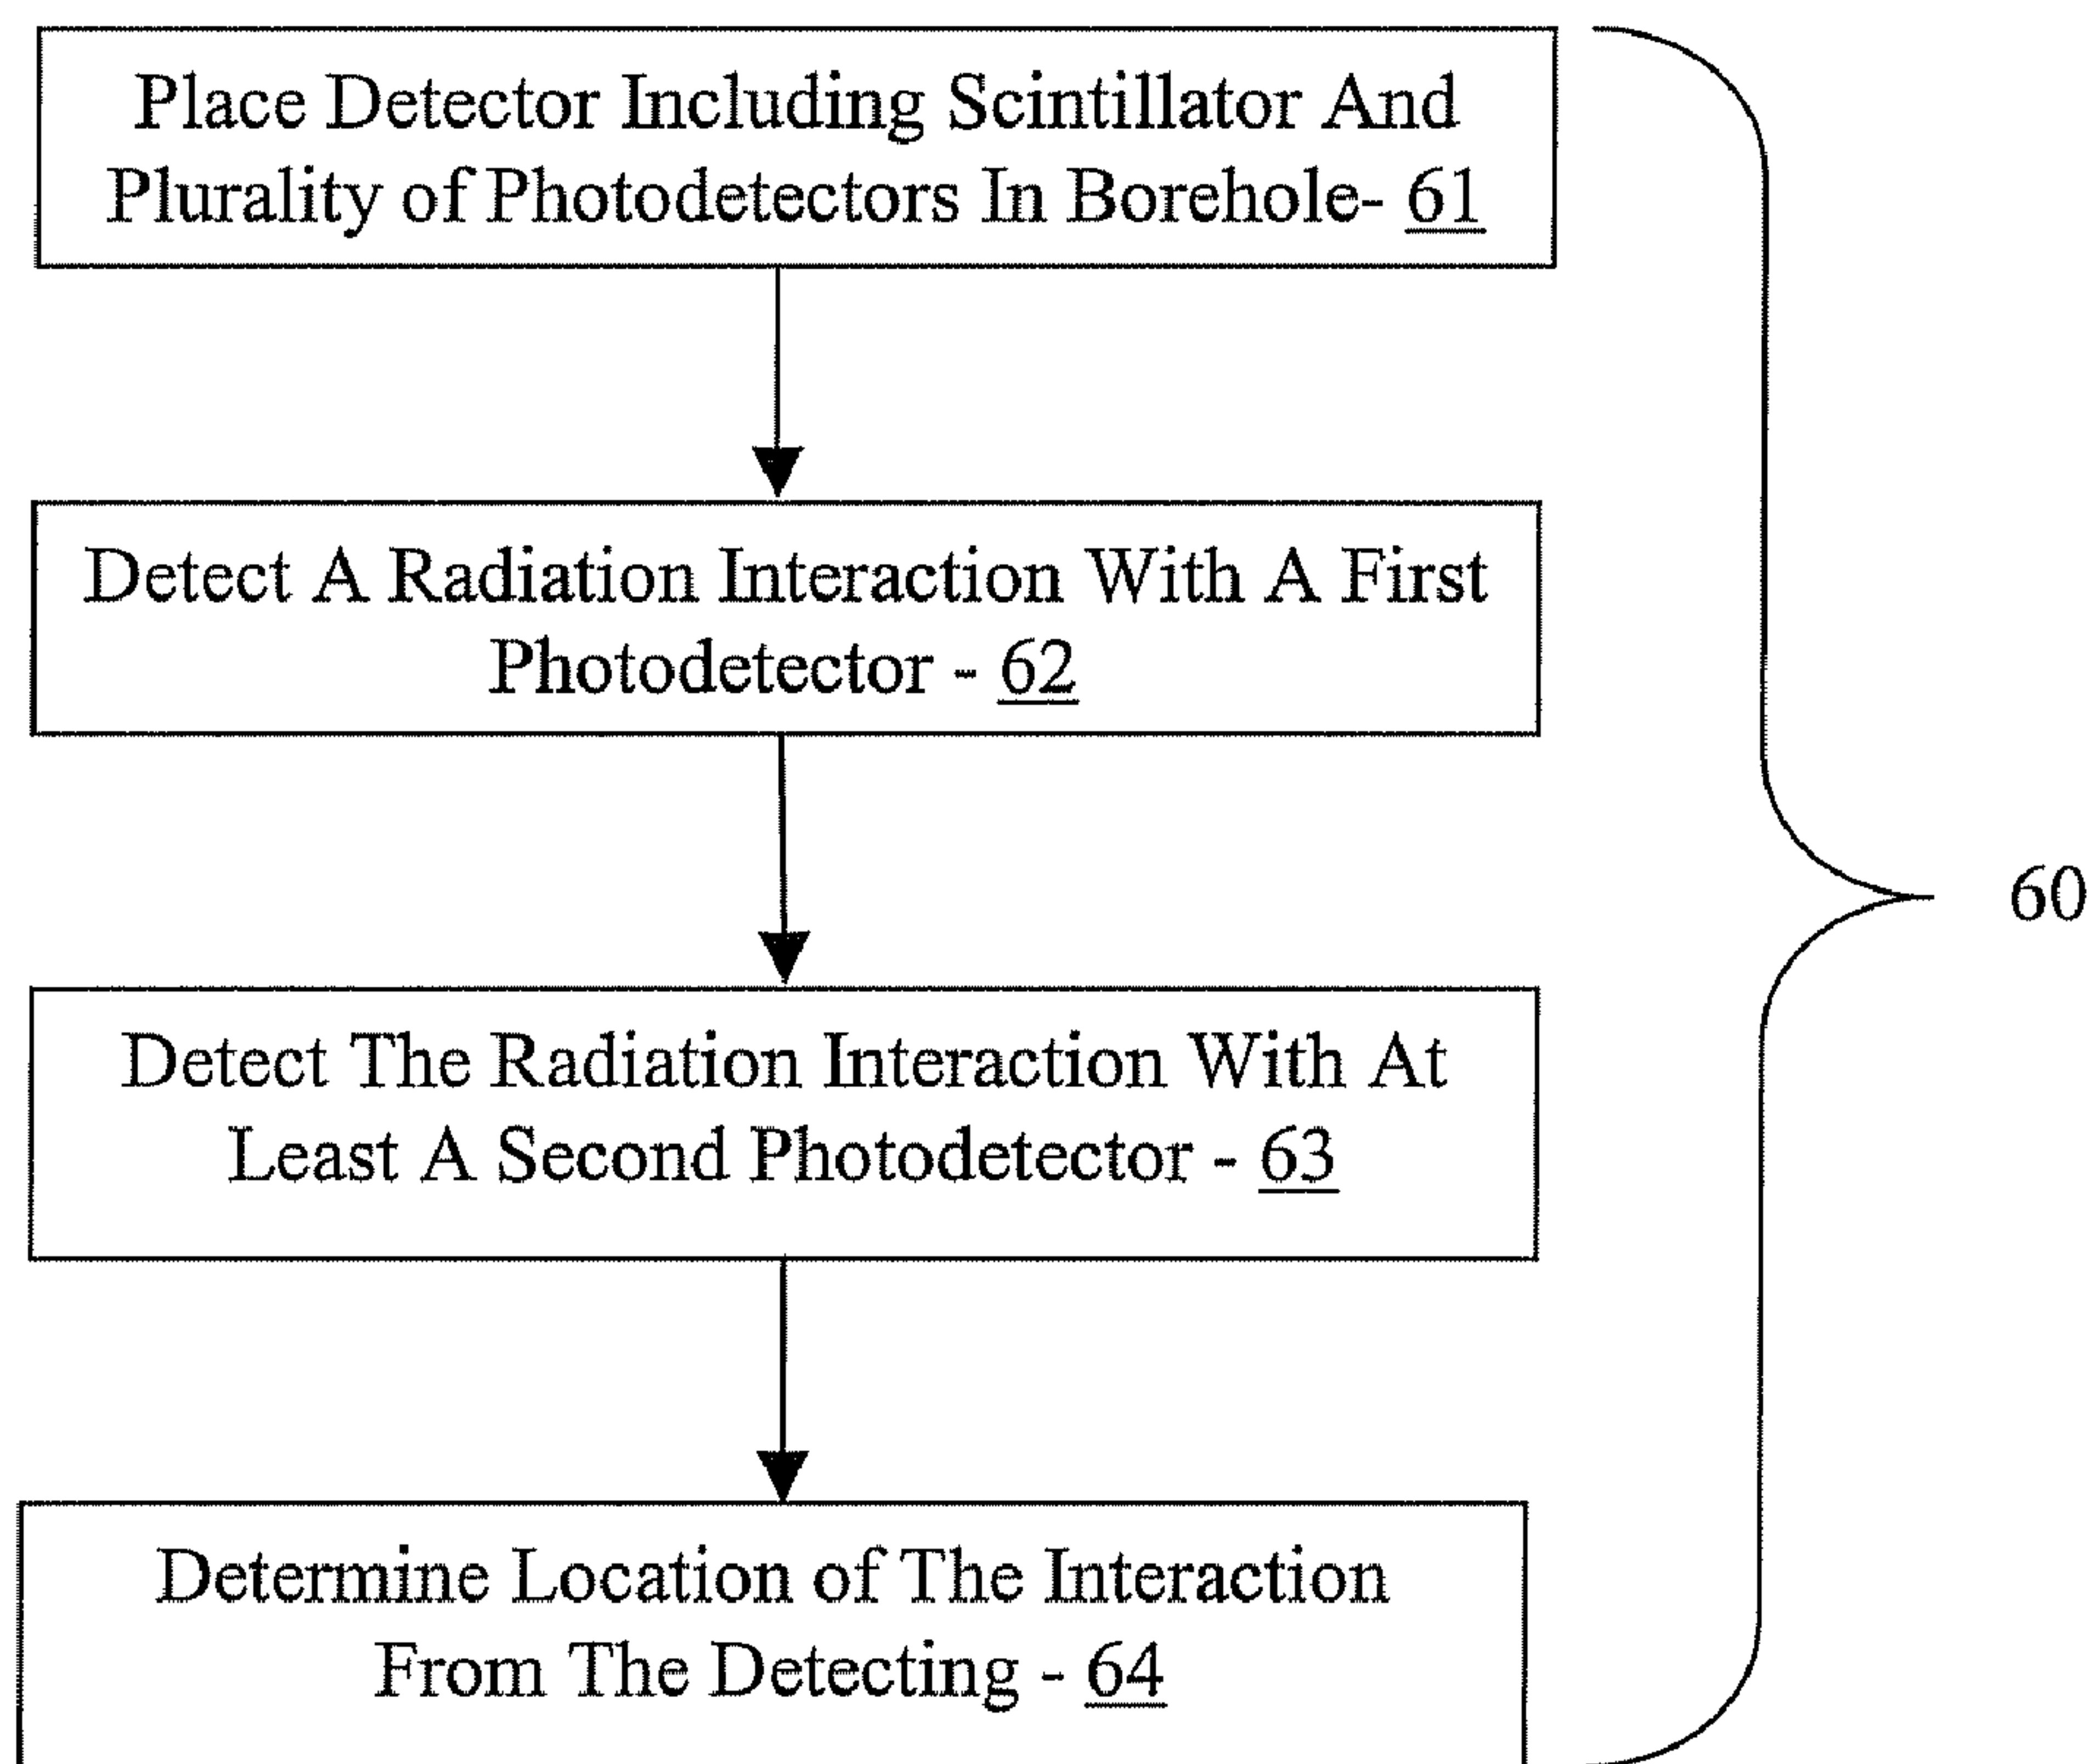 Place Detector Including Scintillator And
Plurality of Photodetectors In Borehole- 61
Detect A Radiation Interaction With A First
Photodetector - 62
Detect The Radiation Interaction With At
Least A Second Photodetector - 63
Determine Location of The Interaction
From The Detecting - 64
60